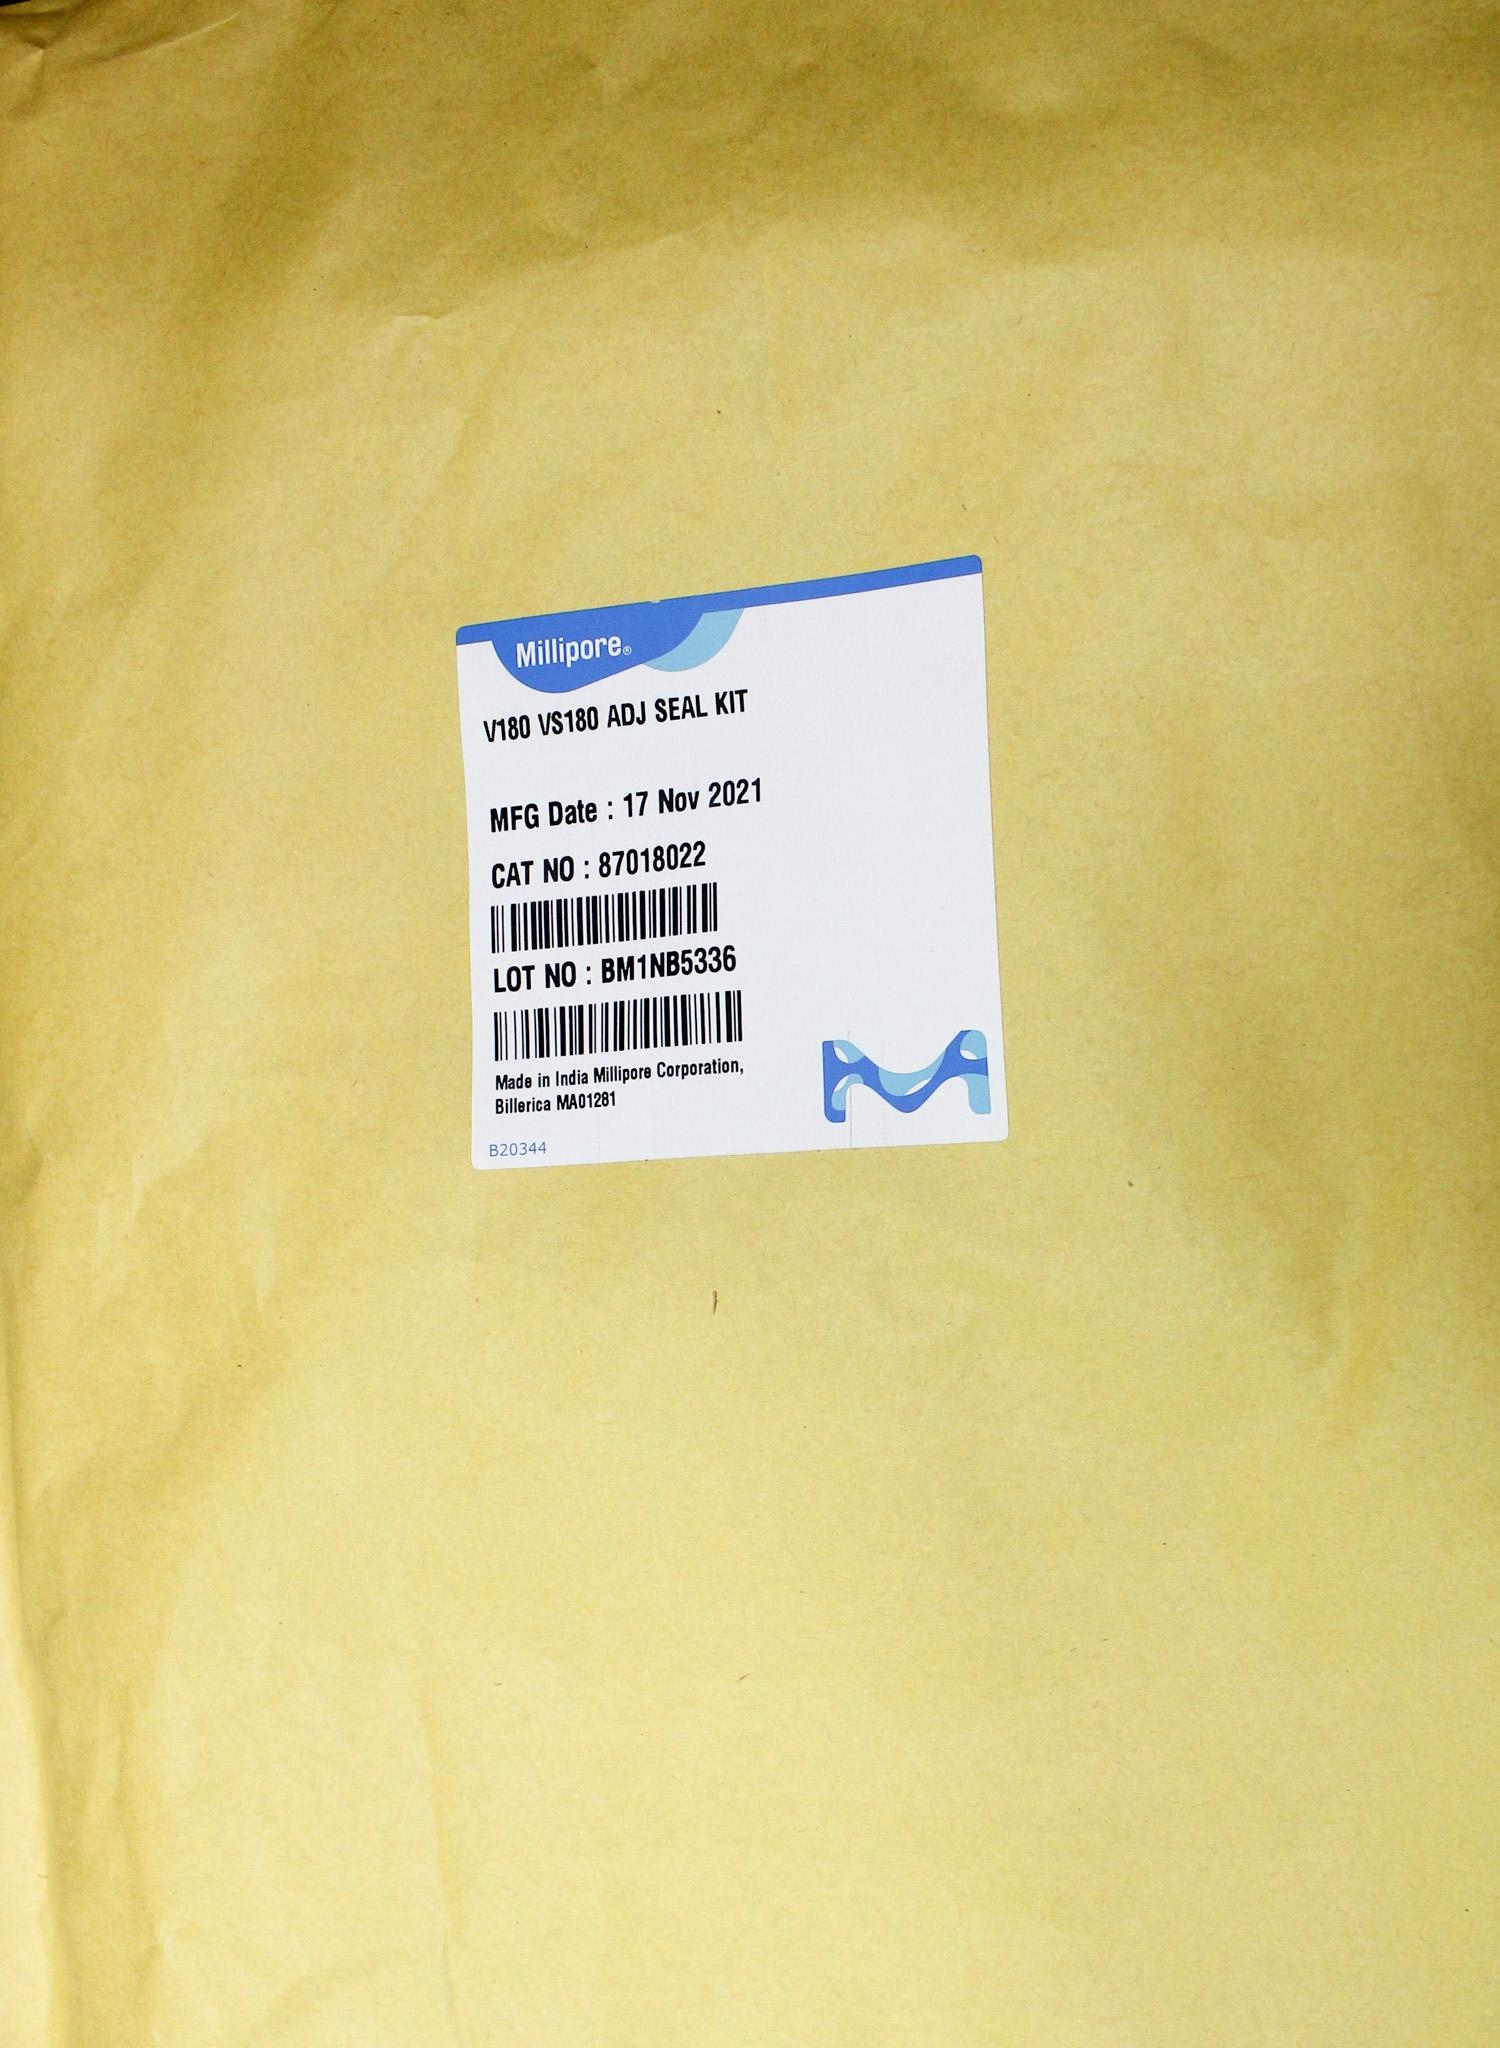 Millipore®
V180 VS180 ADJ SEAL KIT
MFG Date : 17 Nov 2021
CAT NO : 87018022
LOT NO : BM1NB5336
Made in India Millipore Corporation,
Billerica MA01281
B20344